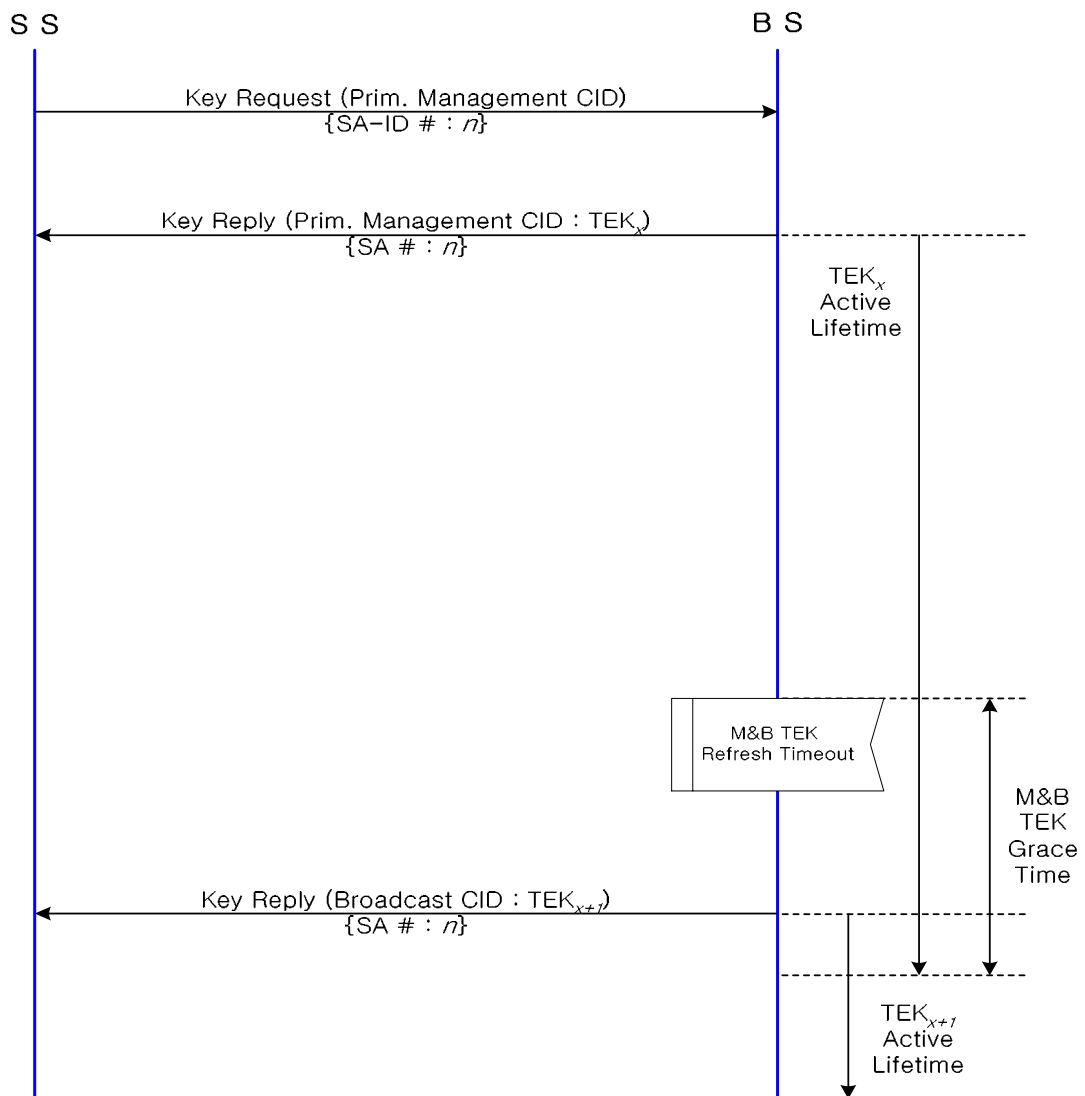 S S
B S
Key Request (Prim. Management CID)
{SA-ID # : n}
Key Reply (Prim. Management CID : TEKx)
{SA # : n}
TEKx
Active
Lifetime
M&B TEK
Refresh Timeout
M&B
TEK
Grace
Time
Key Reply (Broadcast CID : TEKx+1)
{SA # : n}
TEKx+1
Active
Lifetime